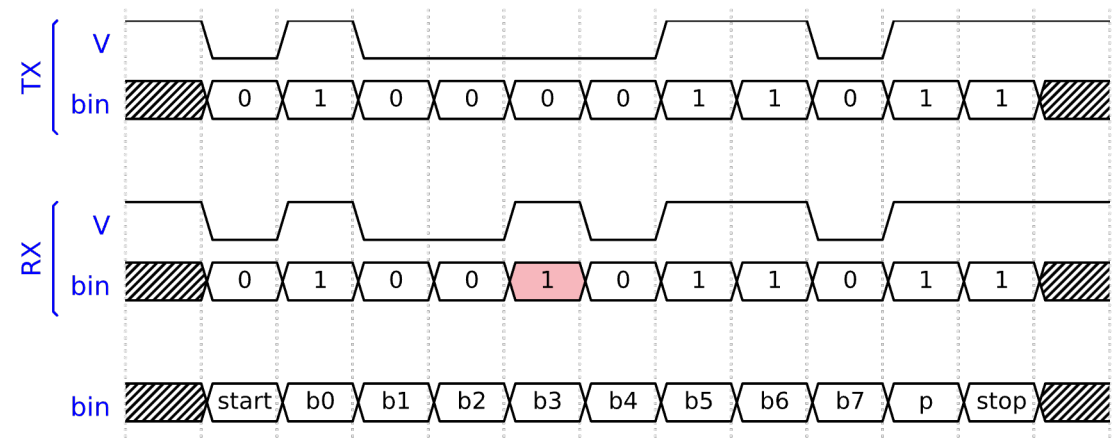 TX
V
bin 0 1 0 0 0 0 1 1 0 1 1
RX
V
bin 0 1 0 0 1 0 1 1 0 1 1
bin start b0 b1 b2 b3 b4 b5 b6 b7 p stop